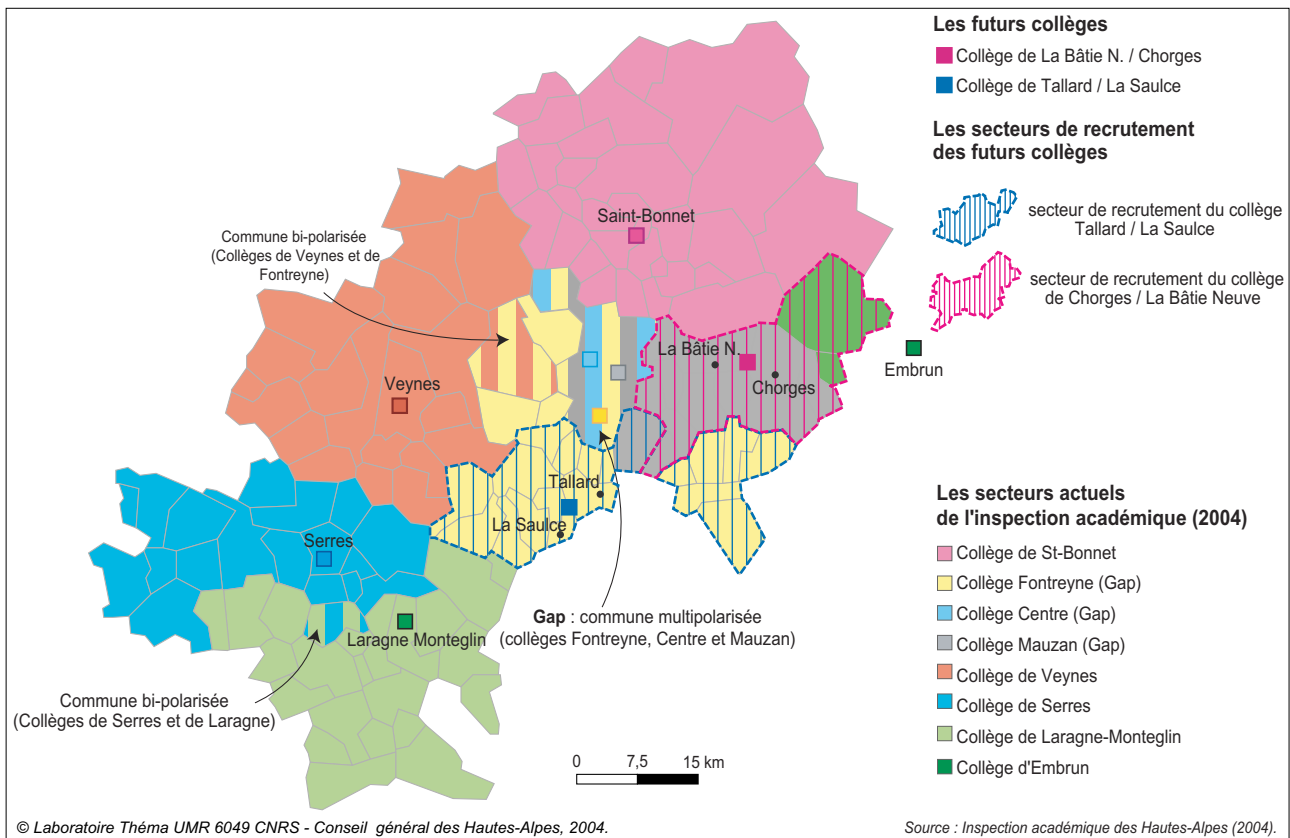 Les futurs collèges
Collège de La Bâtie N. / Chorges
Collège de Tallard / La Saulce
Les secteurs de recrutement
des futurs collèges
secteur de recrutement du collège
Tallard / La Saulce
secteur de recrutement du collège
de Chorges / La Bâtie Neuve
Saint-Bonnet
Commune bi-polarisée
(Collèges de Veynes et de
Fontreyne)
La Bâtie N.
Chorges
Embrun
Veynes
Tallard
La Saulce
Serres
Gap : commune multipolarisée
(collèges Fontreyne, Centre et Mauzan)
Laragne Monteglin
Commune bi-polarisée
(Collèges de Serres et de Laragne)
Les secteurs actuels
de l'inspection académique (2004)
Collège de St-Bonnet
Collège Fontreyne (Gap)
Collège Centre (Gap)
Collège Mauzan (Gap)
Collège de Veynes
Collège de Serres
Collège de Laragne-Monteglin
Collège d'Embrun
0 7,5 15 km
© Laboratoire Théma UMR 6049 CNRS - Conseil général des Hautes-Alpes, 2004.
Source : Inspection académique des Hautes-Alpes (2004).